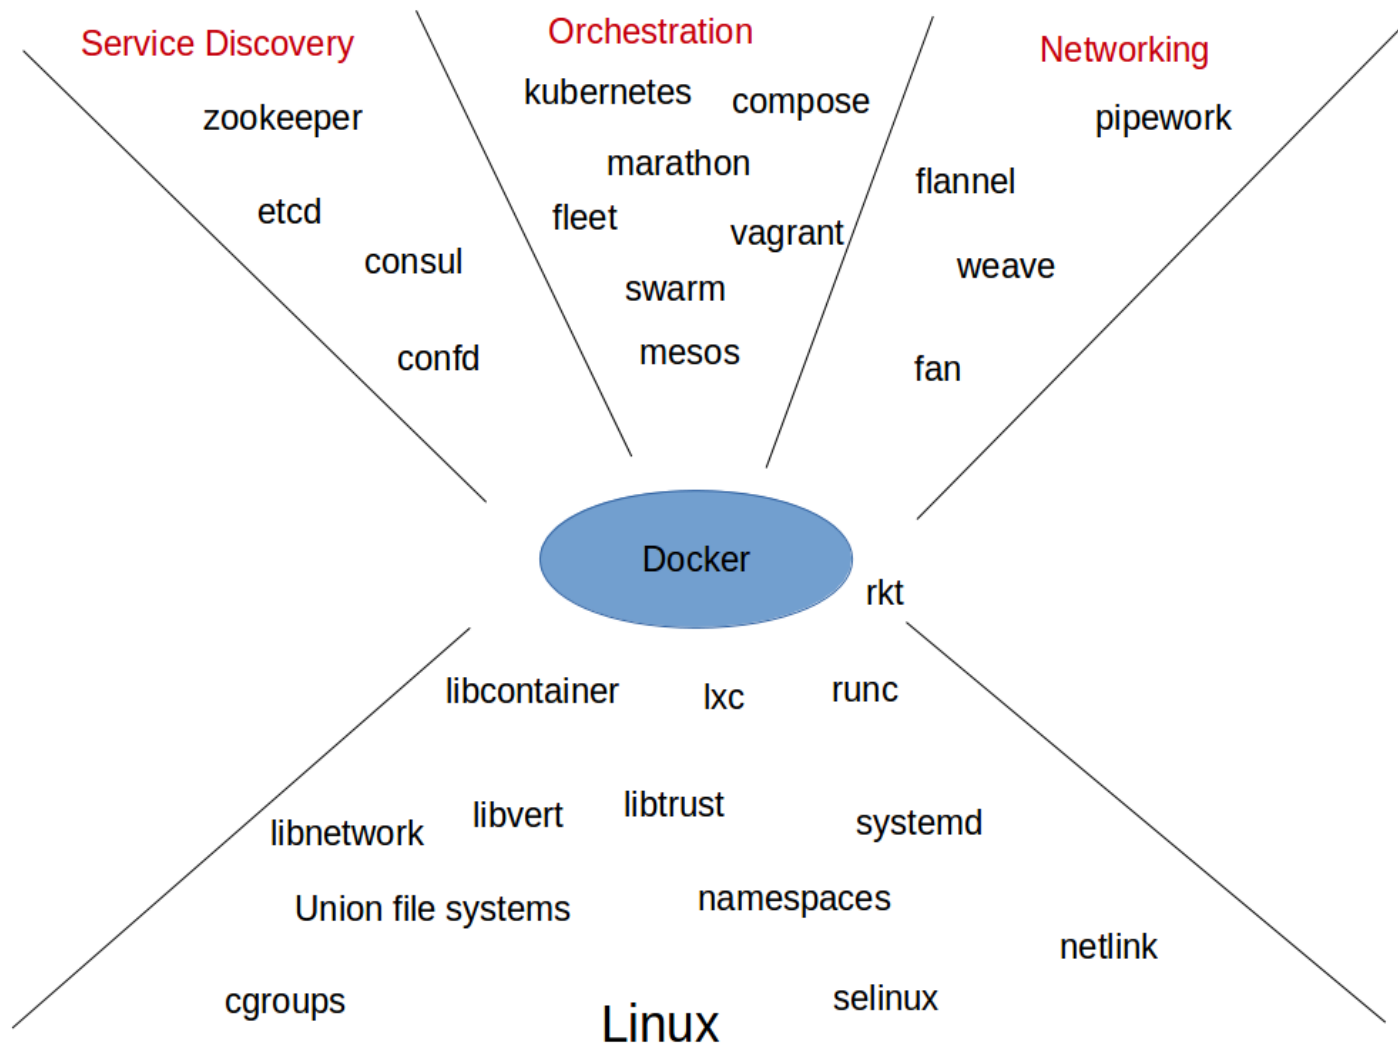 Service Discovery
zookeeper
etcd
consul
confd
Orchestration
kubernetes
compose
marathon
fleet
vagrant
swarm
mesos
Networking
pipework
flannel
weave
fan
Docker
rkt
libcontainer
lxc
runc
libnetwork
libvert
libtrust
systemd
Union file systems
namespaces
netlink
cgroups
selinux
Linux